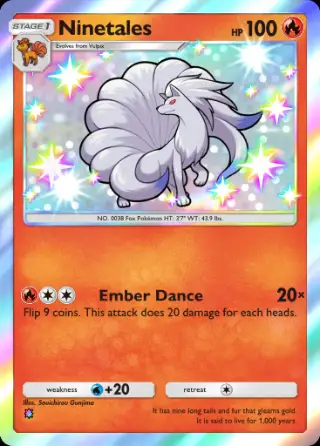 STAGE 1
Ninetales
HP 100
Evolves from Vulpix
NO. 0038 Fox Pokémon HT: 3'7" WT: 43.9 lbs.
Ember Dance 20×
Flip 9 coins. This attack does 20 damage for each heads.
weakness +20 retreat
Illus. Souichirou Gunjima
It has nine long tails and fur that gleams gold.
It is said to live for 1,000 years.